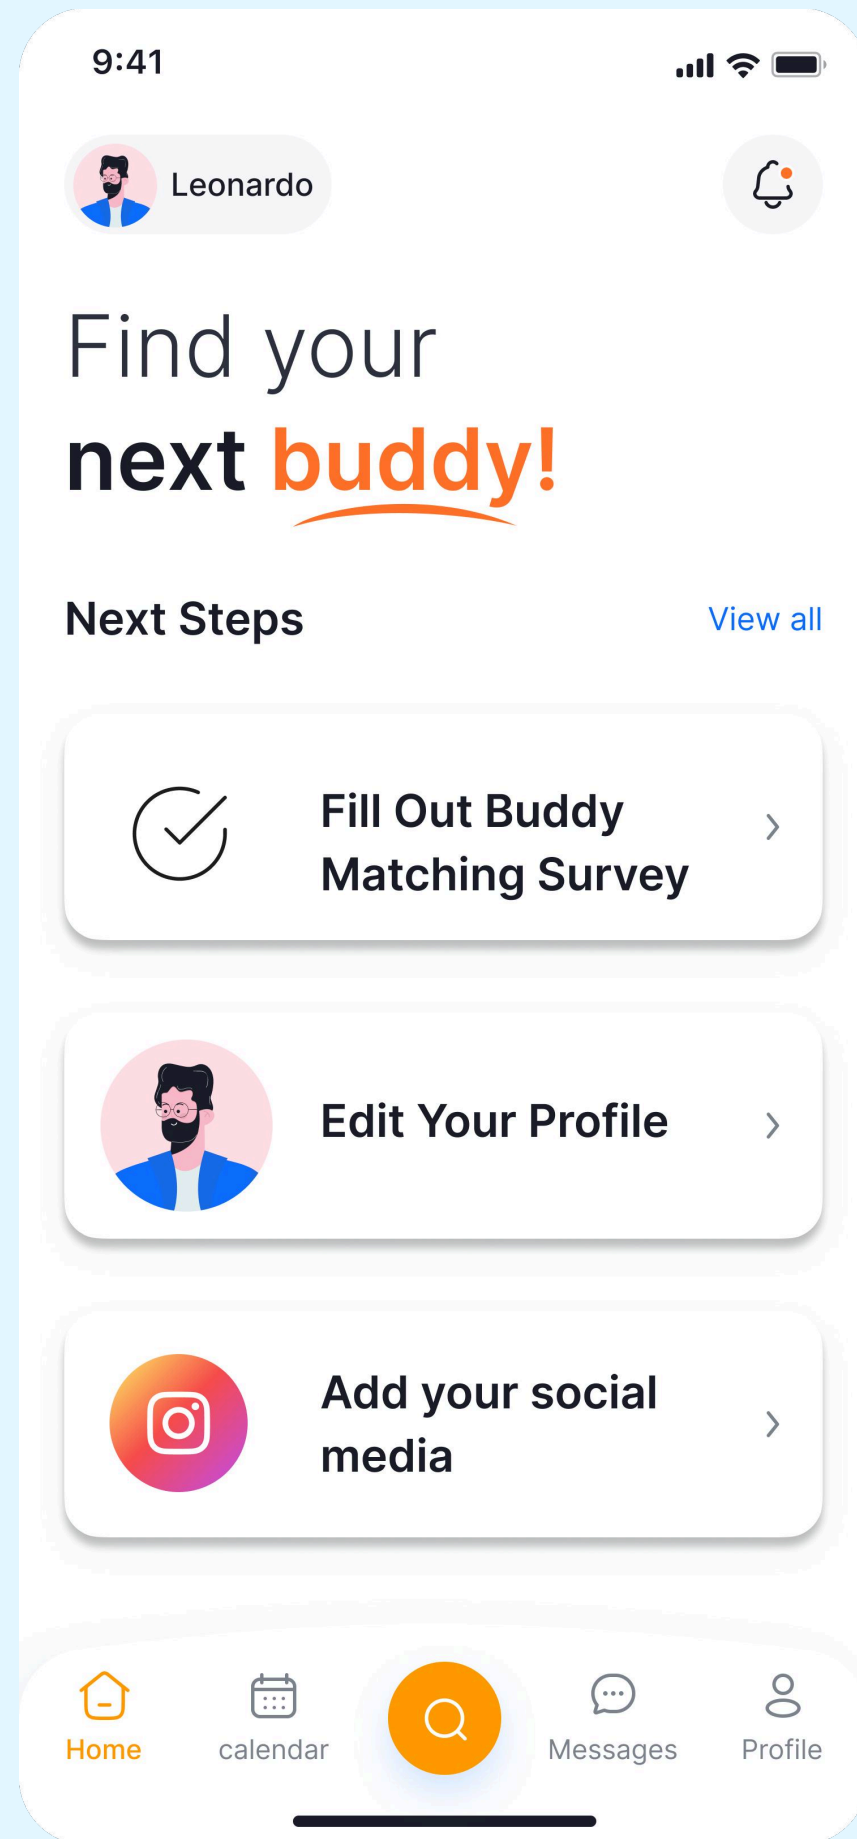 9:41
Leonardo
Find your
next buddy!
Next Steps
View all
Fill Out Buddy
Matching Survey
Edit Your Profile
Add your social
media
Home
calendar
Messages
Profile